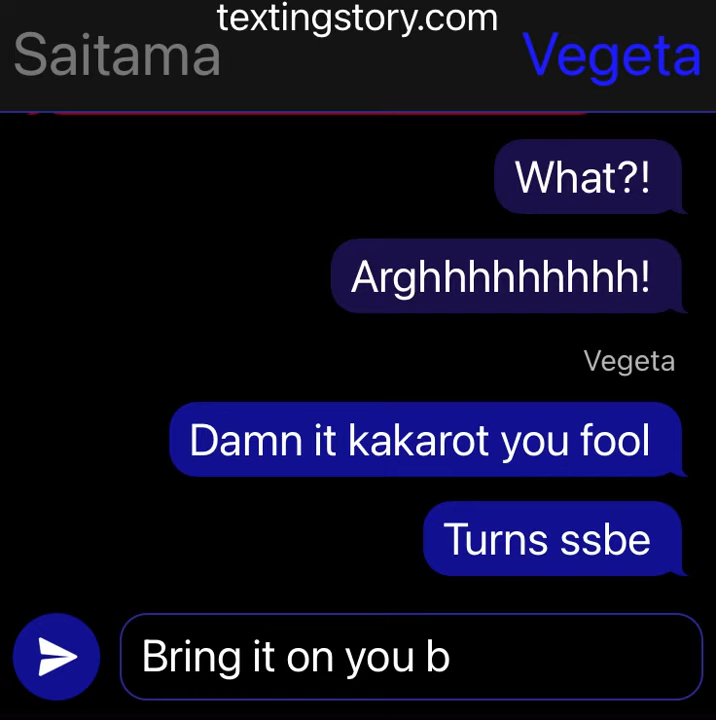 textingstory.com
Saitama
Vegeta
What?!
Arghhhhhhhhh!
Vegeta
Damn it kakarot you fool
Turns ssbe
Bring it on you b